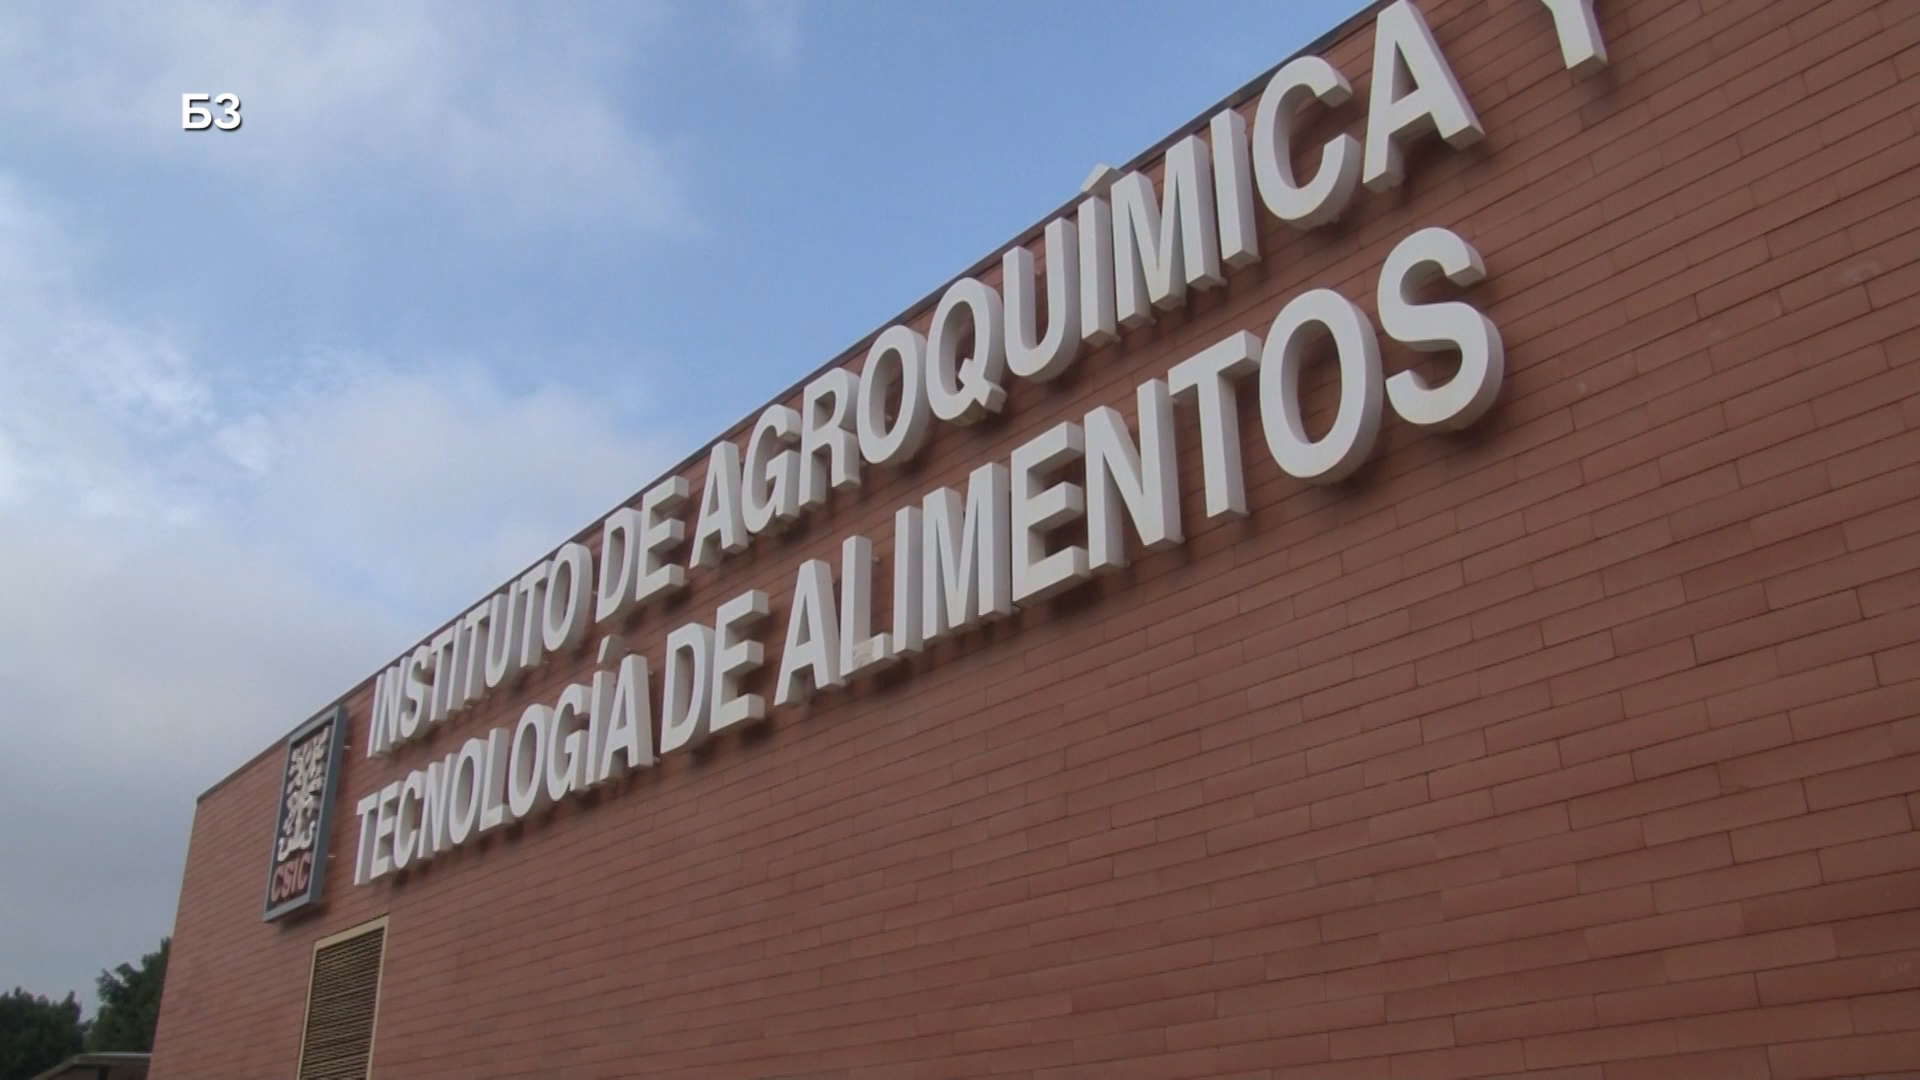 БЗ
INSTITUTO DE AGROQUÍMICA Y
TECNOLOGÍA DE ALIMENTOS
CSIC